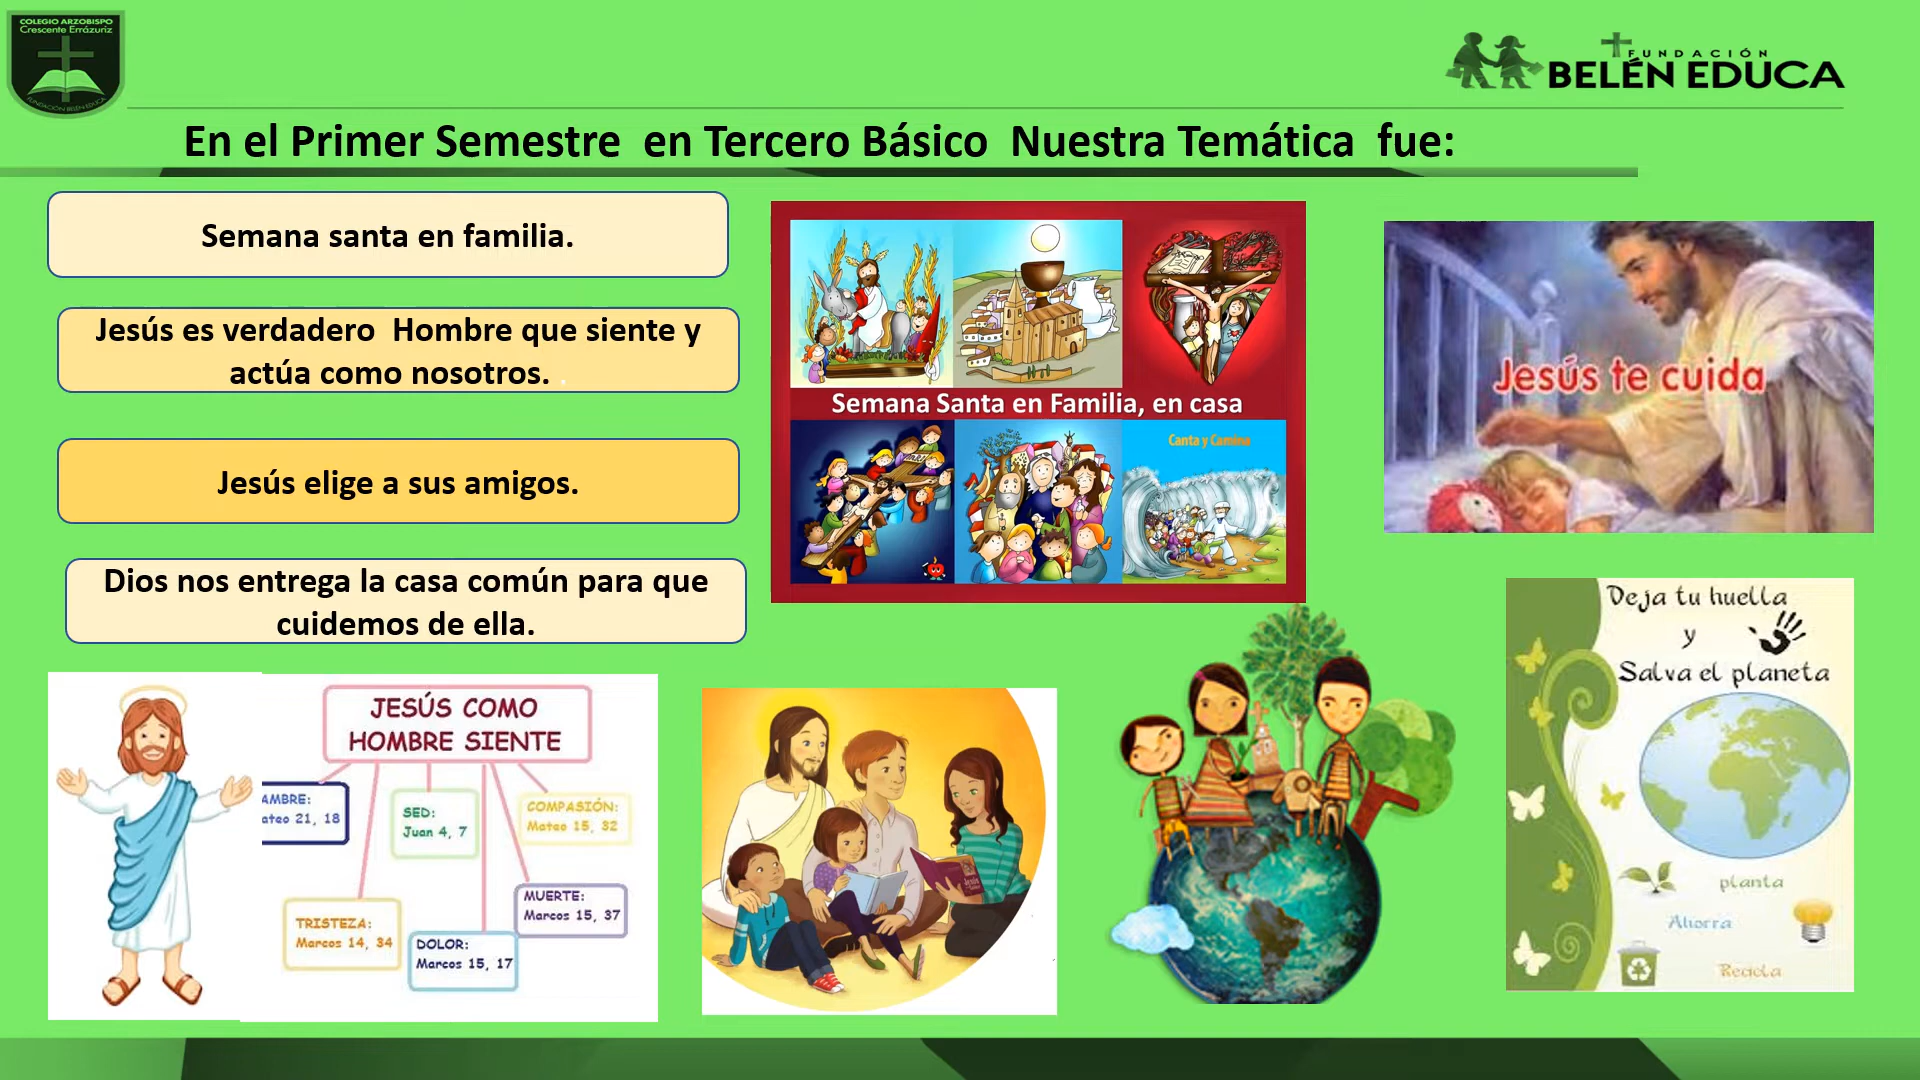 COLEGIO ARZOBISPO
Crescente Errázuriz
FUNDACIÓN BELÉN EDUCA
FUNDACIÓN
BELÉN EDUCA
En el Primer Semestre en Tercero Básico Nuestra Temática fue:
Semana santa en familia.
Jesús es verdadero Hombre que siente y
actúa como nosotros. .
Jesús elige a sus amigos.
Dios nos entrega la casa común para que
cuidemos de ella.
Semana Santa en Familia, en casa
Canta y Camina
Jesús te cuida
Deja tu huella
y
Salva el planeta
planta
Ahorra
Recicla
JESÚS COMO
HOMBRE SIENTE
AMBRE:
ateo 21, 18
SED:
Juan 4, 7
COMPASIÓN:
Mateo 15, 32
TRISTEZA:
Marcos 14, 34
DOLOR:
Marcos 15, 17
MUERTE:
Marcos 15, 37